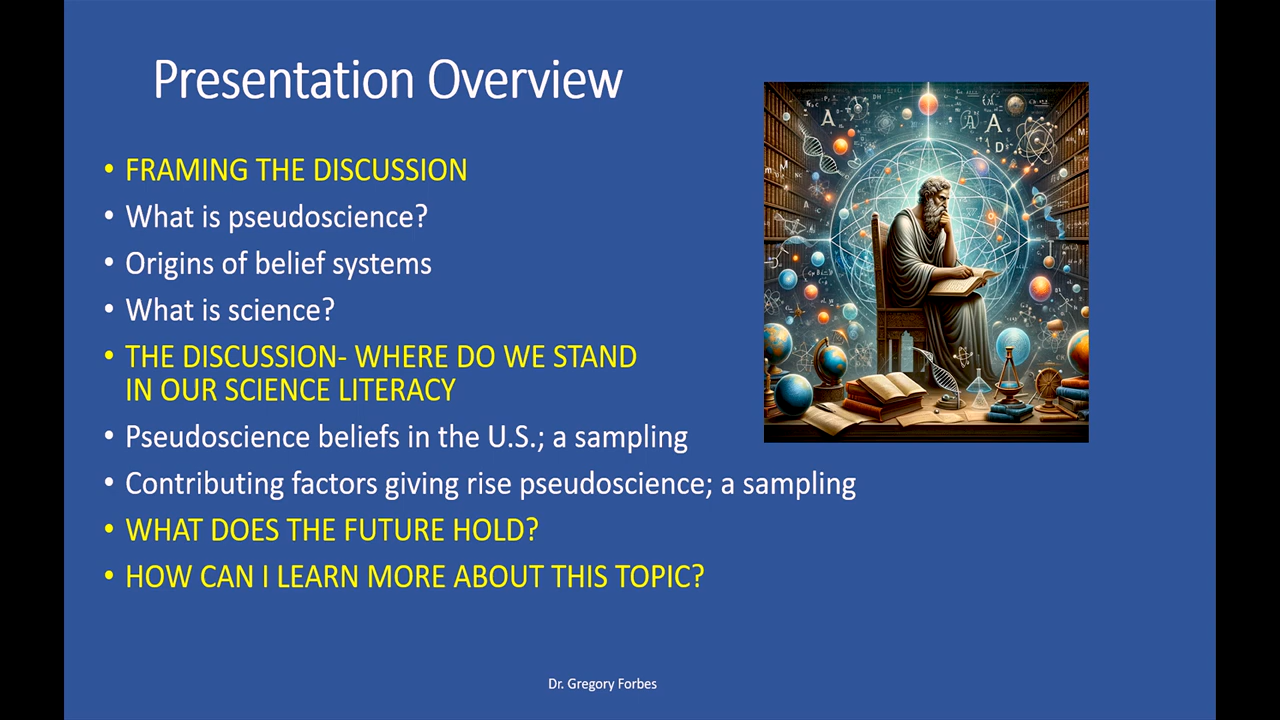 Presentation Overview
• FRAMING THE DISCUSSION
• What is pseudoscience?
• Origins of belief systems
• What is science?
• THE DISCUSSION- WHERE DO WE STAND
IN OUR SCIENCE LITERACY
• Pseudoscience beliefs in the U.S.; a sampling
• Contributing factors giving rise pseudoscience; a sampling
• WHAT DOES THE FUTURE HOLD?
• HOW CAN I LEARN MORE ABOUT THIS TOPIC?
Dr. Gregory Forbes